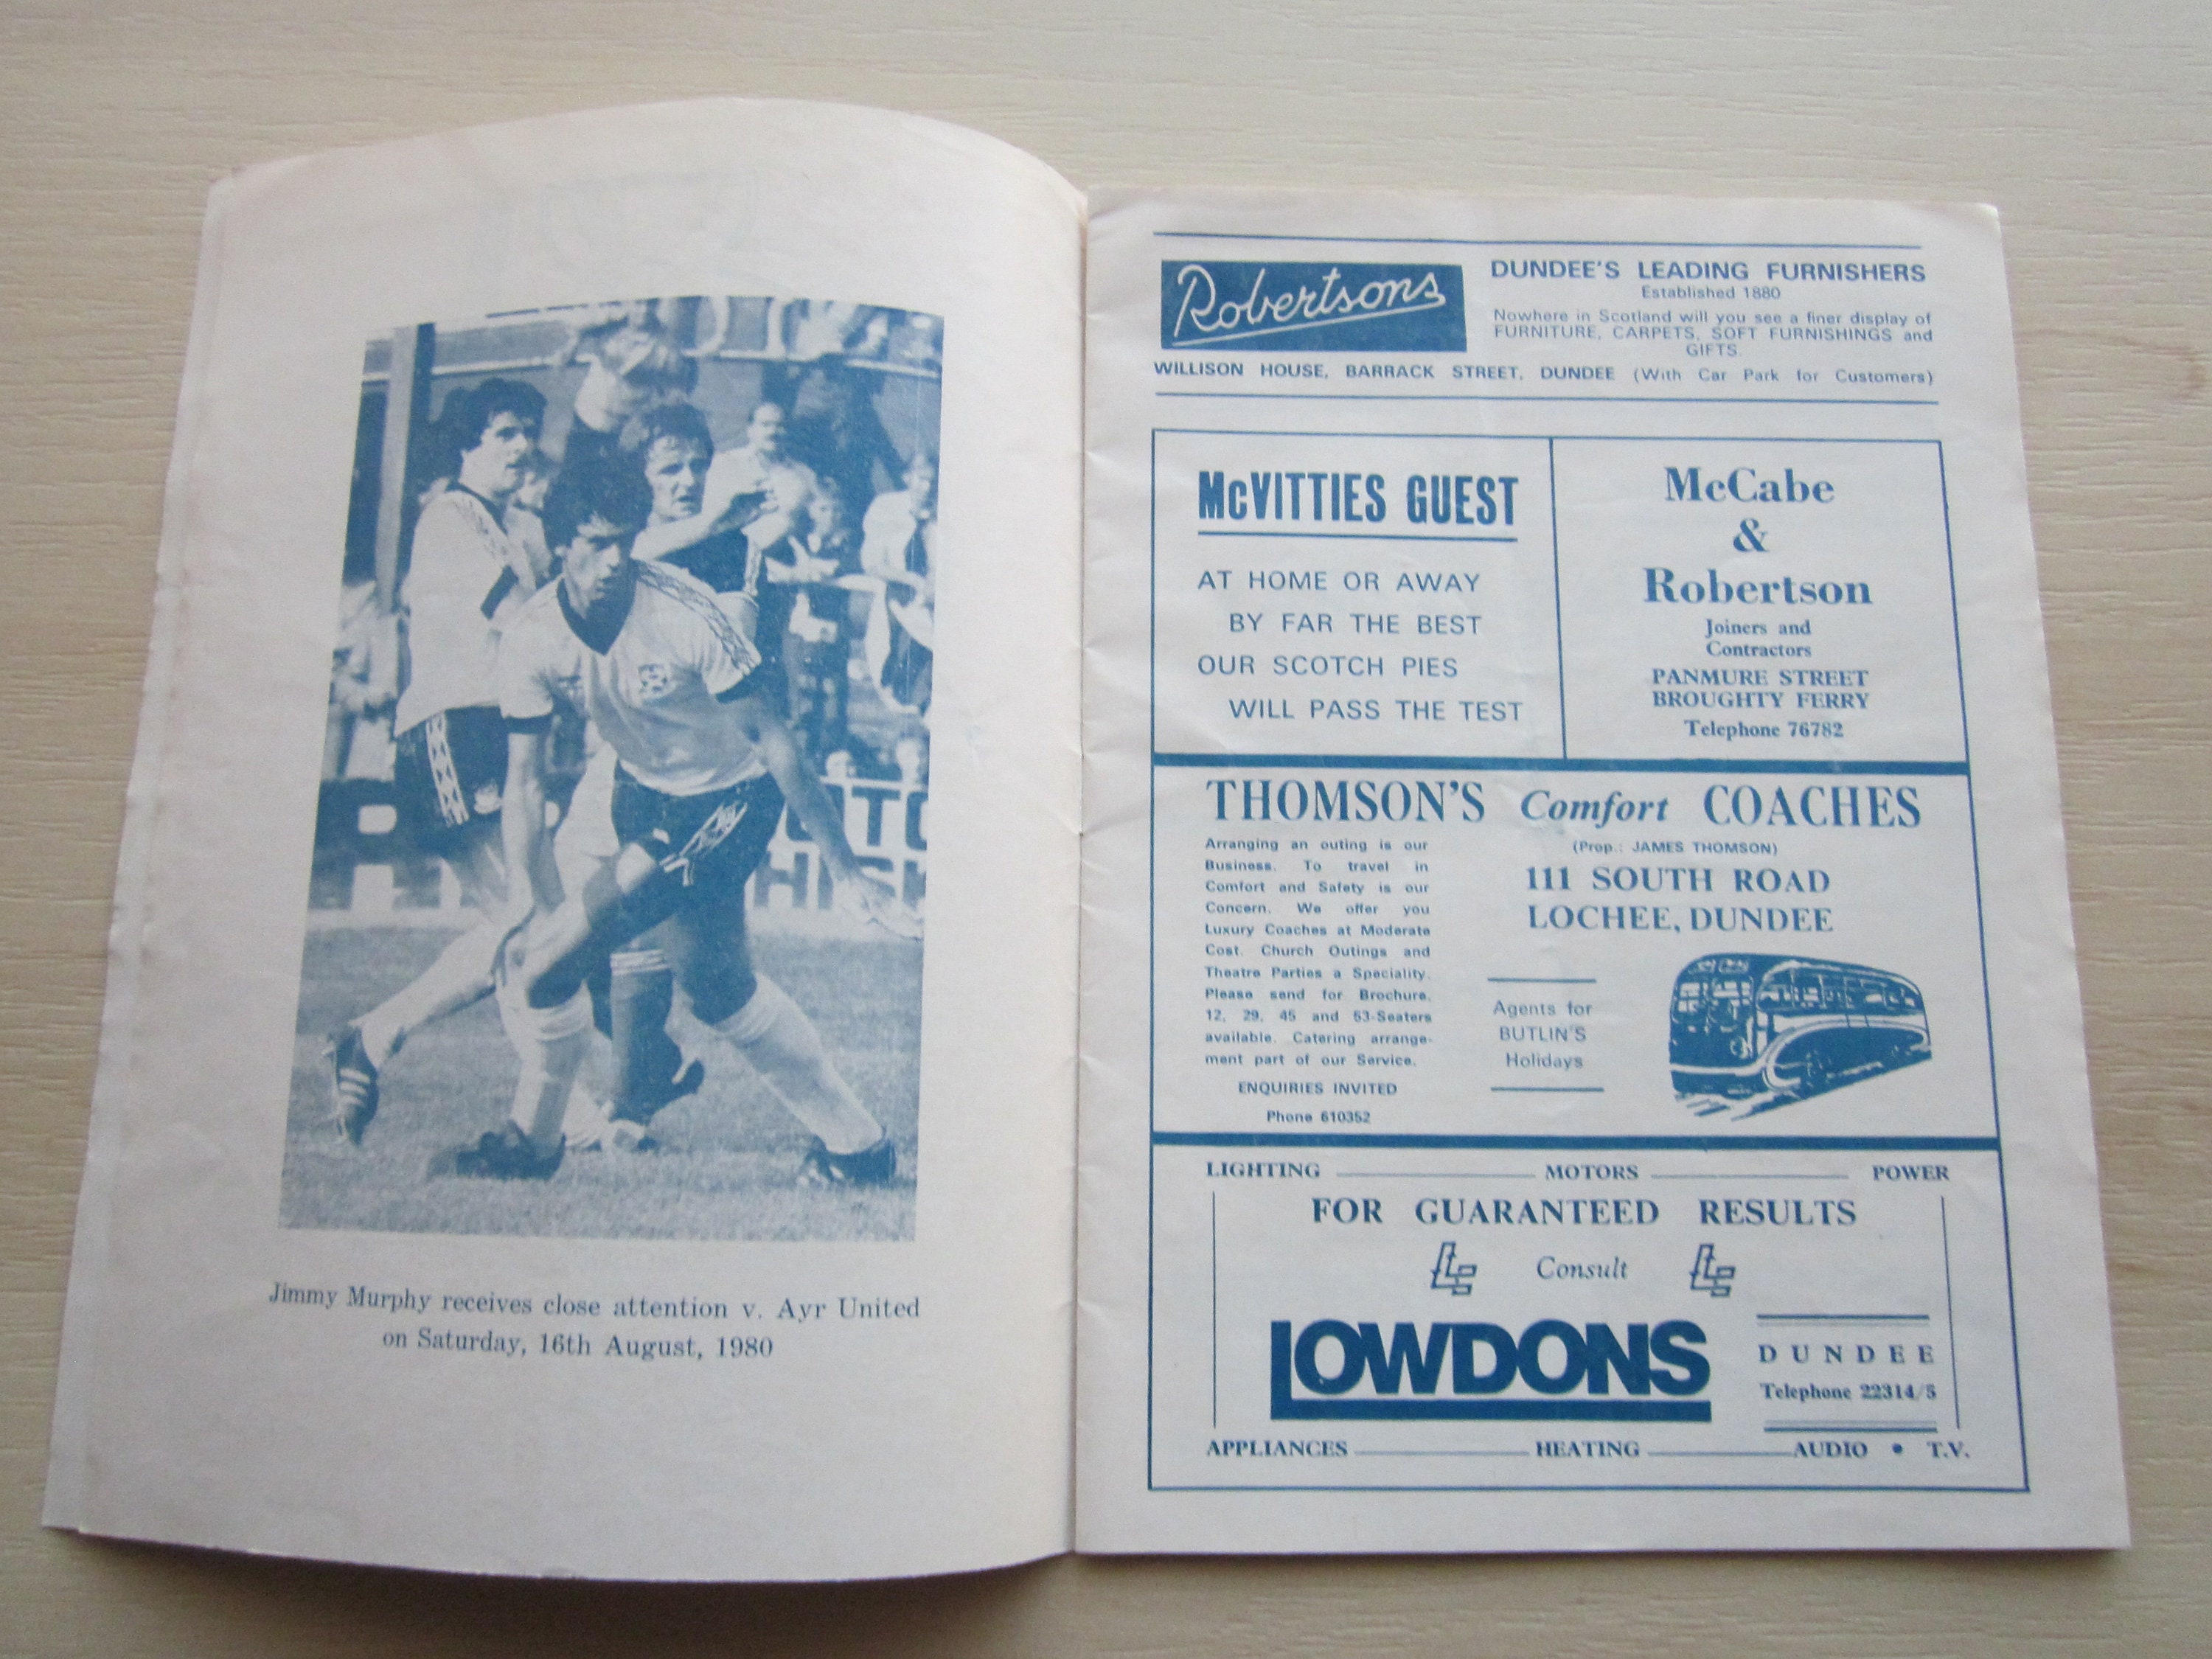 Jimmy Murphy receives close attention v. Ayr United
on Saturday, 16th August, 1980
Robertsons
DUNDEE'S LEADING FURNISHERS
Established 1880
Nowhere in Scotland will you see a finer display of
FURNITURE, CARPETS, SOFT FURNISHINGS and
GIFTS.
WILLISON HOUSE, BARRACK STREET, DUNDEE (With Car Park for Customers)
McVITTIES GUEST
AT HOME OR AWAY
BY FAR THE BEST
OUR SCOTCH PIES
WILL PASS THE TEST
McCabe
&
Robertson
Joiners and
Contractors
PANMURE STREET
BROUGHTY FERRY
Telephone 76782
THOMSON'S Comfort COACHES
Arranging an outing is our
Business. To travel in
Comfort and Safety is our
Concern. We offer you
Luxury Coaches at Moderate
Cost. Church Outings and
Theatre Parties a Speciality.
Please send for Brochure.
12, 29, 45 and 53-Seaters
available. Catering arrange-
ment part of our Service.
ENQUIRIES INVITED
Phone 610352
(Prop.: JAMES THOMSON)
111 SOUTH ROAD
LOCHEE, DUNDEE
Agents for
BUTLIN'S
Holidays
LIGHTING MOTORS POWER
FOR GUARANTEED RESULTS
Consult
LOWDONS
DUNDEE
Telephone 22314/5
APPLIANCES HEATING AUDIO • T.V.